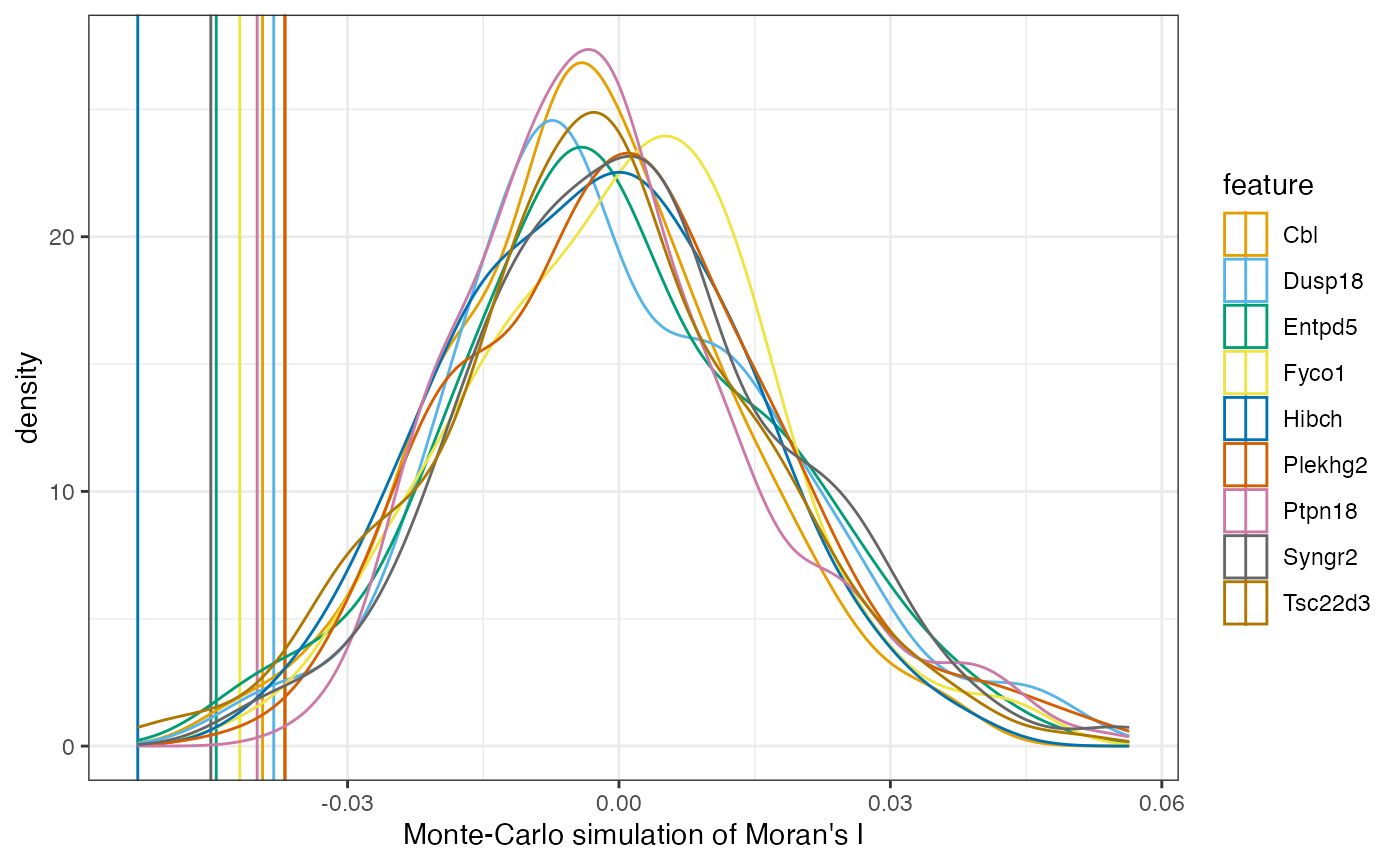 density
20
10
0
-0.03
0.00
0.03
0.06
Monte-Carlo simulation of Moran's I
feature
Cbl
Dusp18
Entpd5
Fyco1
Hibch
Plekhg2
Ptpn18
Syngr2
Tsc22d3